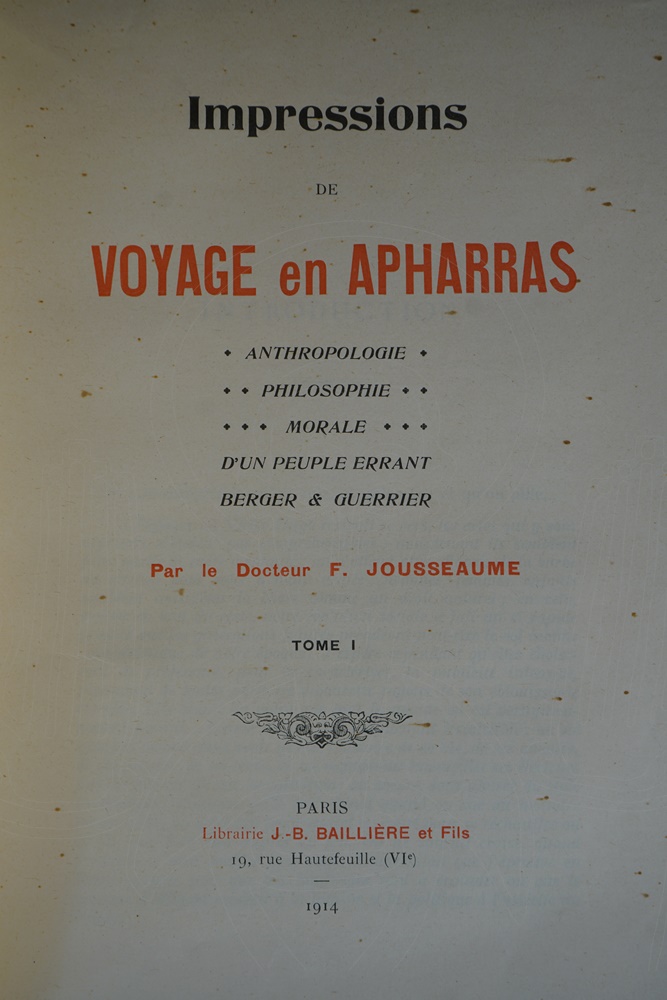 Impressions
DE
VOYAGE en APHARRAS
ANTHROPOLOGIE
PHILOSOPHIE
MORALE
D'UN PEUPLE ERRANT
BERGER & GUERRIER
Par le Docteur F. JOUSSEAUME
TOME I
PARIS
Librairie J.-B. BAILLIÈRE et Fils
19, rue Hautefeuille (VIe)
1914